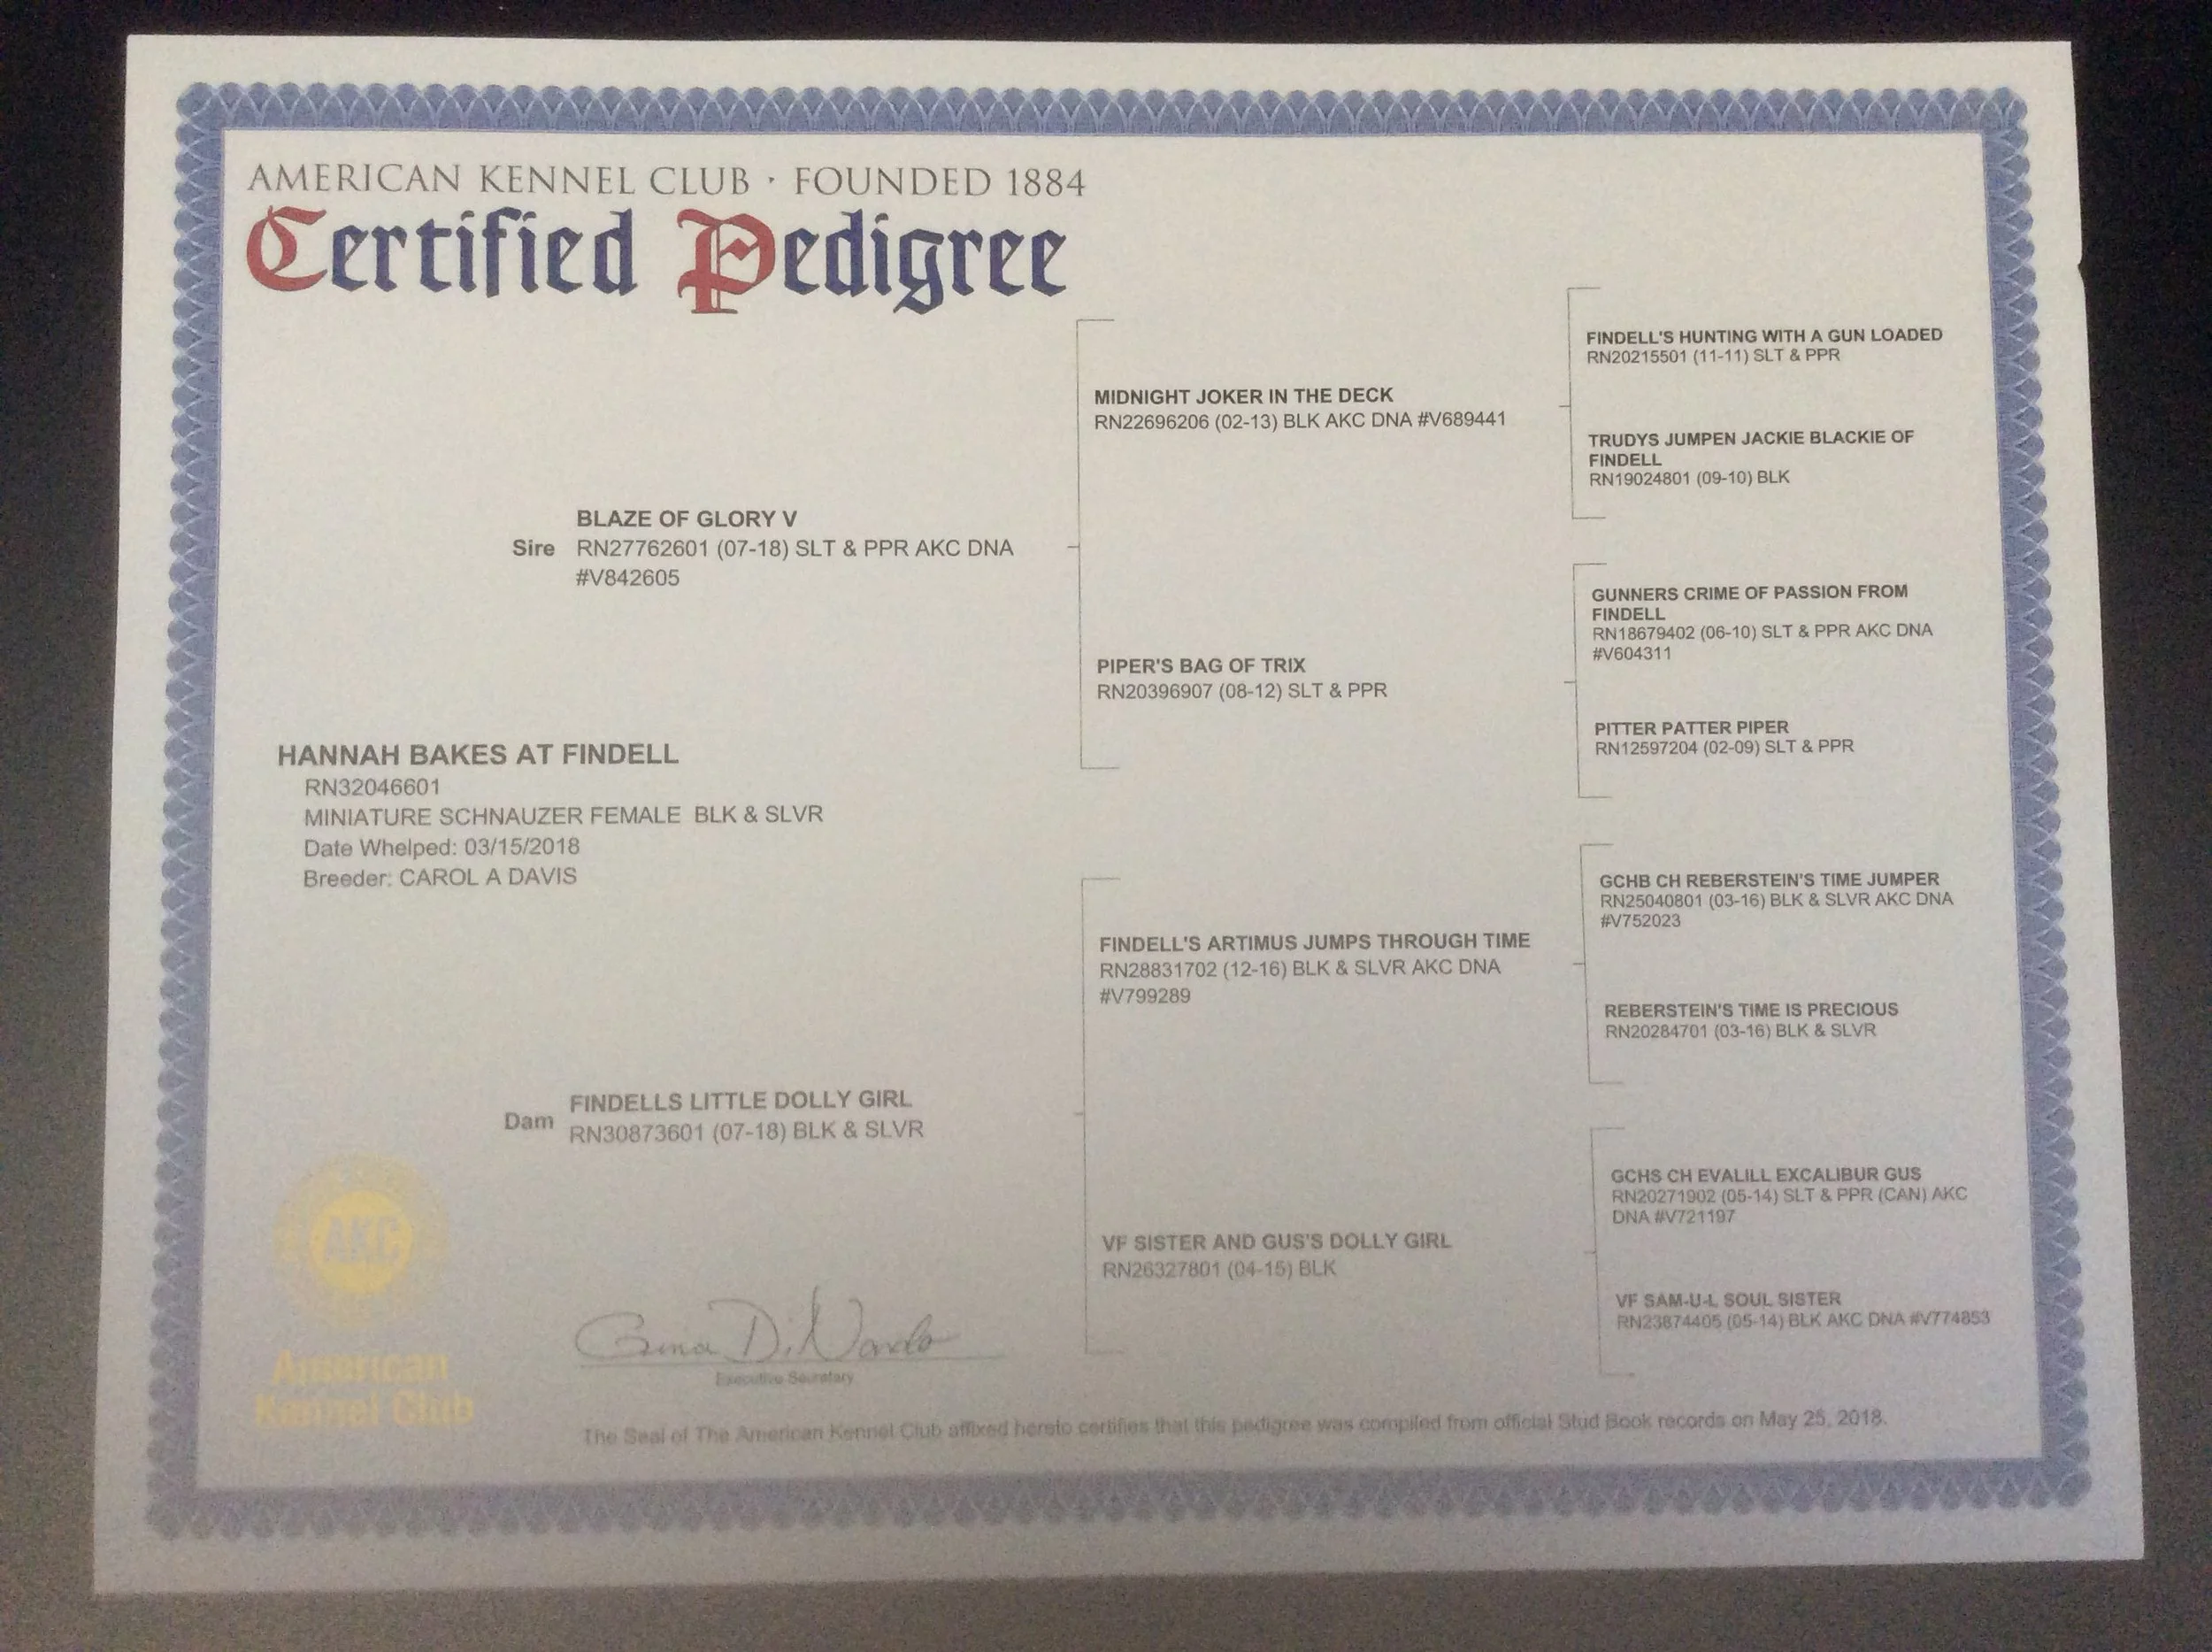 AMERICAN KENNEL CLUB · FOUNDED 1884
Certified Pedigree
FINDELL'S HUNTING WITH A GUN LOADED
RN20215501 (11-11) SLT & PPR
MIDNIGHT JOKER IN THE DECK
RN22696206 (02-13) BLK AKC DNA #V689441
TRUDYS JUMPEN JACKIE BLACKIE OF
FINDELL
RN19024801 (09-10) BLK
BLAZE OF GLORY V
Sire RN27762601 (07-18) SLT & PPR AKC DNA
#V842605
GUNNERS CRIME OF PASSION FROM
FINDELL
RN18679402 (06-10) SLT & PPR AKC DNA
#V604311
PIPER'S BAG OF TRIX
RN20396907 (08-12) SLT & PPR
PITTER PATTER PIPER
RN12597204 (02-09) SLT & PPR
HANNAH BAKES AT FINDELL
RN32046601
MINIATURE SCHNAUZER FEMALE BLK & SLVR
Date Whelped: 03/15/2018
Breeder: CAROL A DAVIS
GCHB CH REBERSTEIN'S TIME JUMPER
RN25040801 (03-16) BLK & SLVR AKC DNA
#V752023
FINDELL'S ARTIMUS JUMPS THROUGH TIME
RN28831702 (12-16) BLK & SLVR AKC DNA
#V799289
REBERSTEIN'S TIME IS PRECIOUS
RN20284701 (03-16) BLK & SLVR
Dam FINDELLS LITTLE DOLLY GIRL
RN30873601 (07-18) BLK & SLVR
GCHS CH EVALILL EXCALIBUR GUS
RN20271902 (05-14) SLT & PPR (CAN) AKC
DNA #V721197
VF SISTER AND GUS'S DOLLY GIRL
RN26327801 (04-15) BLK
VF SAM-U-L SOUL SISTER
RN23874405 (05-14) BLK AKC DNA #V774853
AKC
American
Kennel Club
Gina DiNardo
Executive Secretary
The Seal of The American Kennel Club affixed hereto certifies that this pedigree was compiled from official Stud Book records on May 25, 2018.